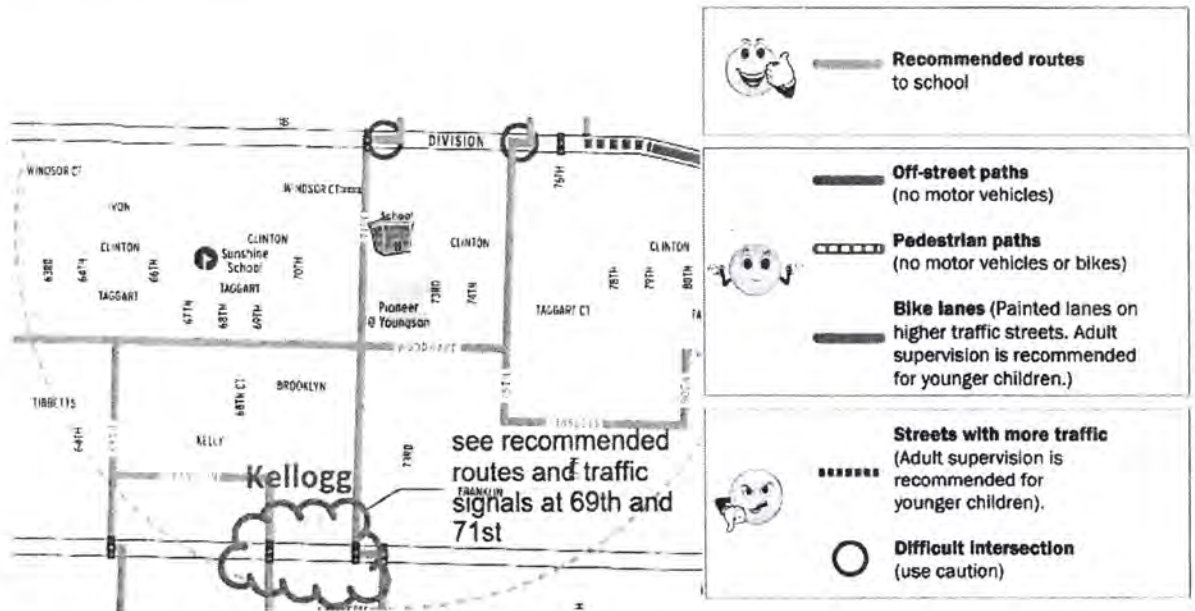 Recommended routes
to school
Off-street paths
(no motor vehicles)
Pedestrian paths
(no motor vehicles or bikes)
Bike lanes (Painted lanes on
higher traffic streets. Adult
supervision is recommended
for younger children.)
Streets with more traffic
(Adult supervision is
recommended for
younger children).
Difficult intersection
(use caution)
DIVISION
76TH
WINDSOR CT
WINDSOR CT
IVON
School
CLINTON
CLINTON
CLINTON
CLINTON
Sunshine
School
63RD
64TH
66TH
70TH
TAGGART
TAGGART
67TH
68TH
69TH
73RD
74TH
78TH
79TH
80TH
Pioneer
@ Youngson
TAGGART CT
WOODWARD
75TH
BROOKLYN
68TH CT
TIBBETTS
64TH
KELLY
73RD
see recommended
routes and traffic
signals at 69th and
71st
Kellogg
FRANKLIN